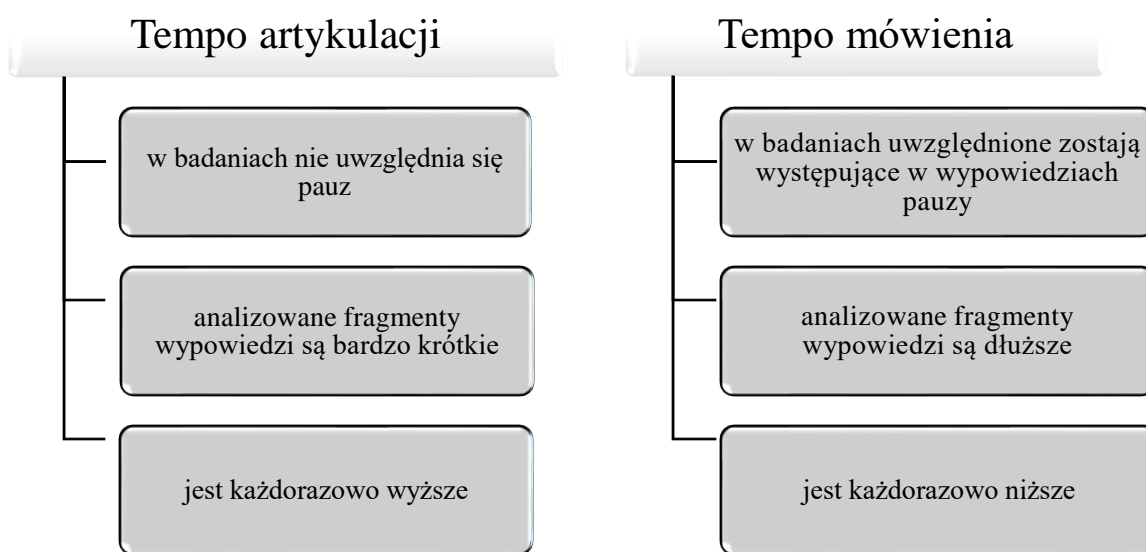 Tempo artykulacji
w badaniach nie uwzględnia się
pauz
analizowane fragmenty
wypowiedzi są bardzo krótkie
jest każdorazowo wyższe
Tempo mówienia
w badaniach uwzględnione zostają
występujące w wypowiedziach
pauzy
analizowane fragmenty
wypowiedzi są dłuższe
jest każdorazowo niższe